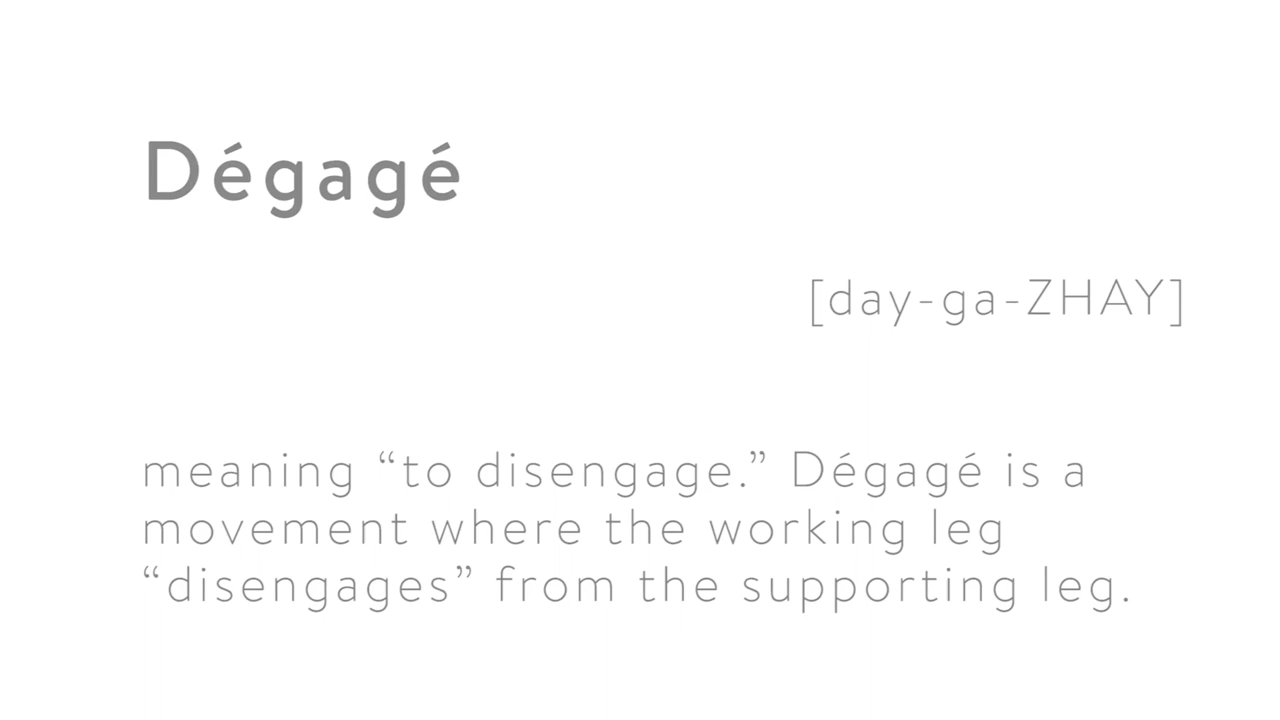 Dégagé
[day-ga-ZHAY]
meaning “to disengage.” Dégagé is a
movement where the working leg
“disengages” from the supporting leg.